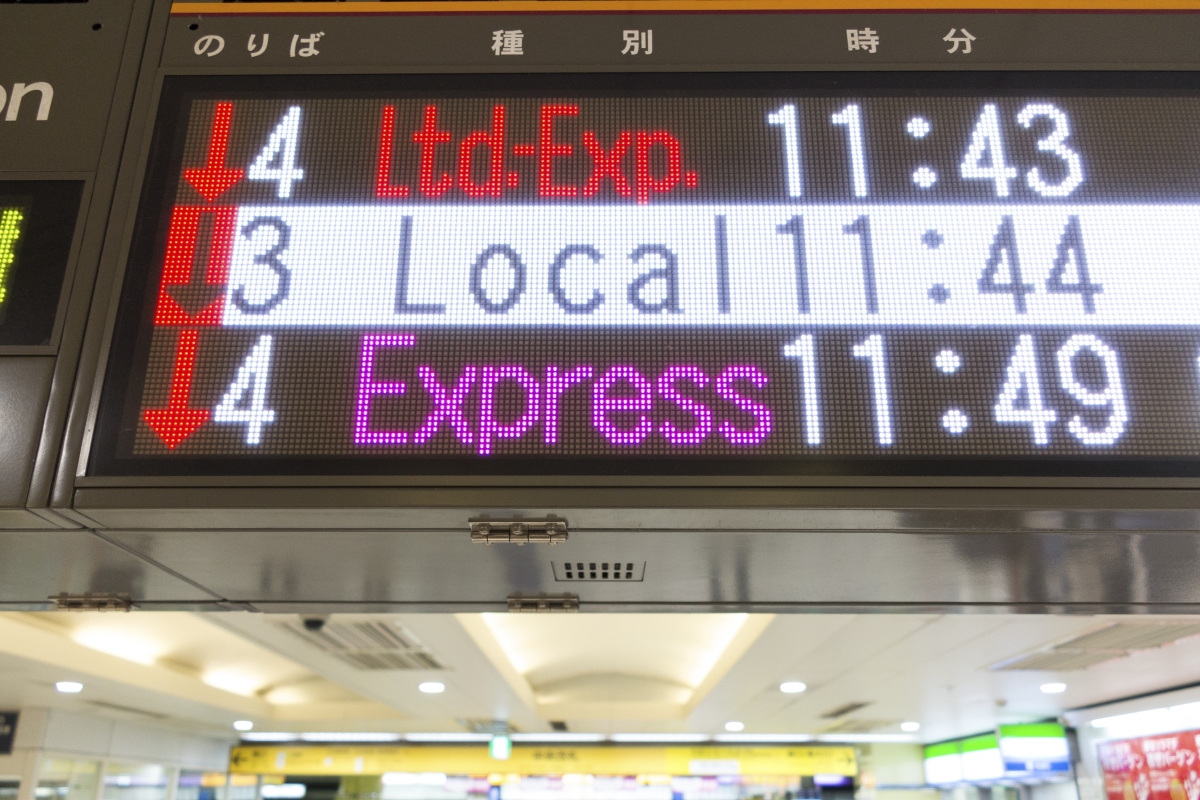 のりば 種別 時分
on
4 Ltd-Exp. 11:43
3 Local 11:44
4 Express 11:49